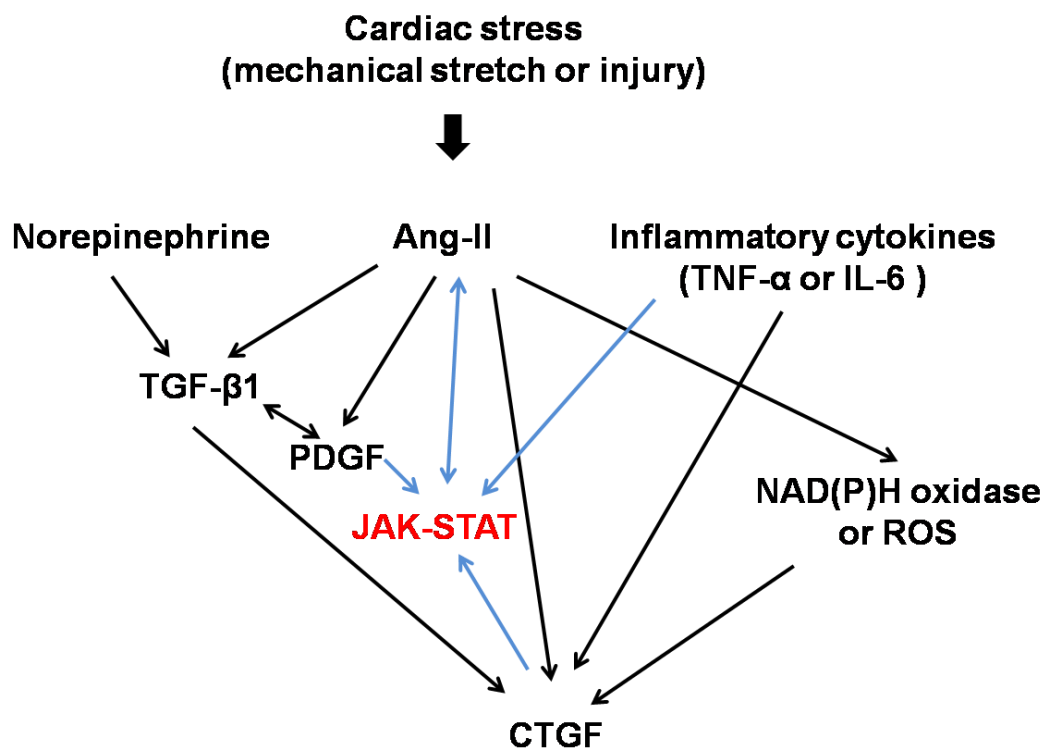 Cardiac stress
(mechanical stretch or injury)
Norepinephrine
Ang-II
Inflammatory cytokines
(TNF-α or IL-6 )
TGF-β1
PDGF
JAK-STAT
NAD(P)H oxidase
or ROS
CTGF